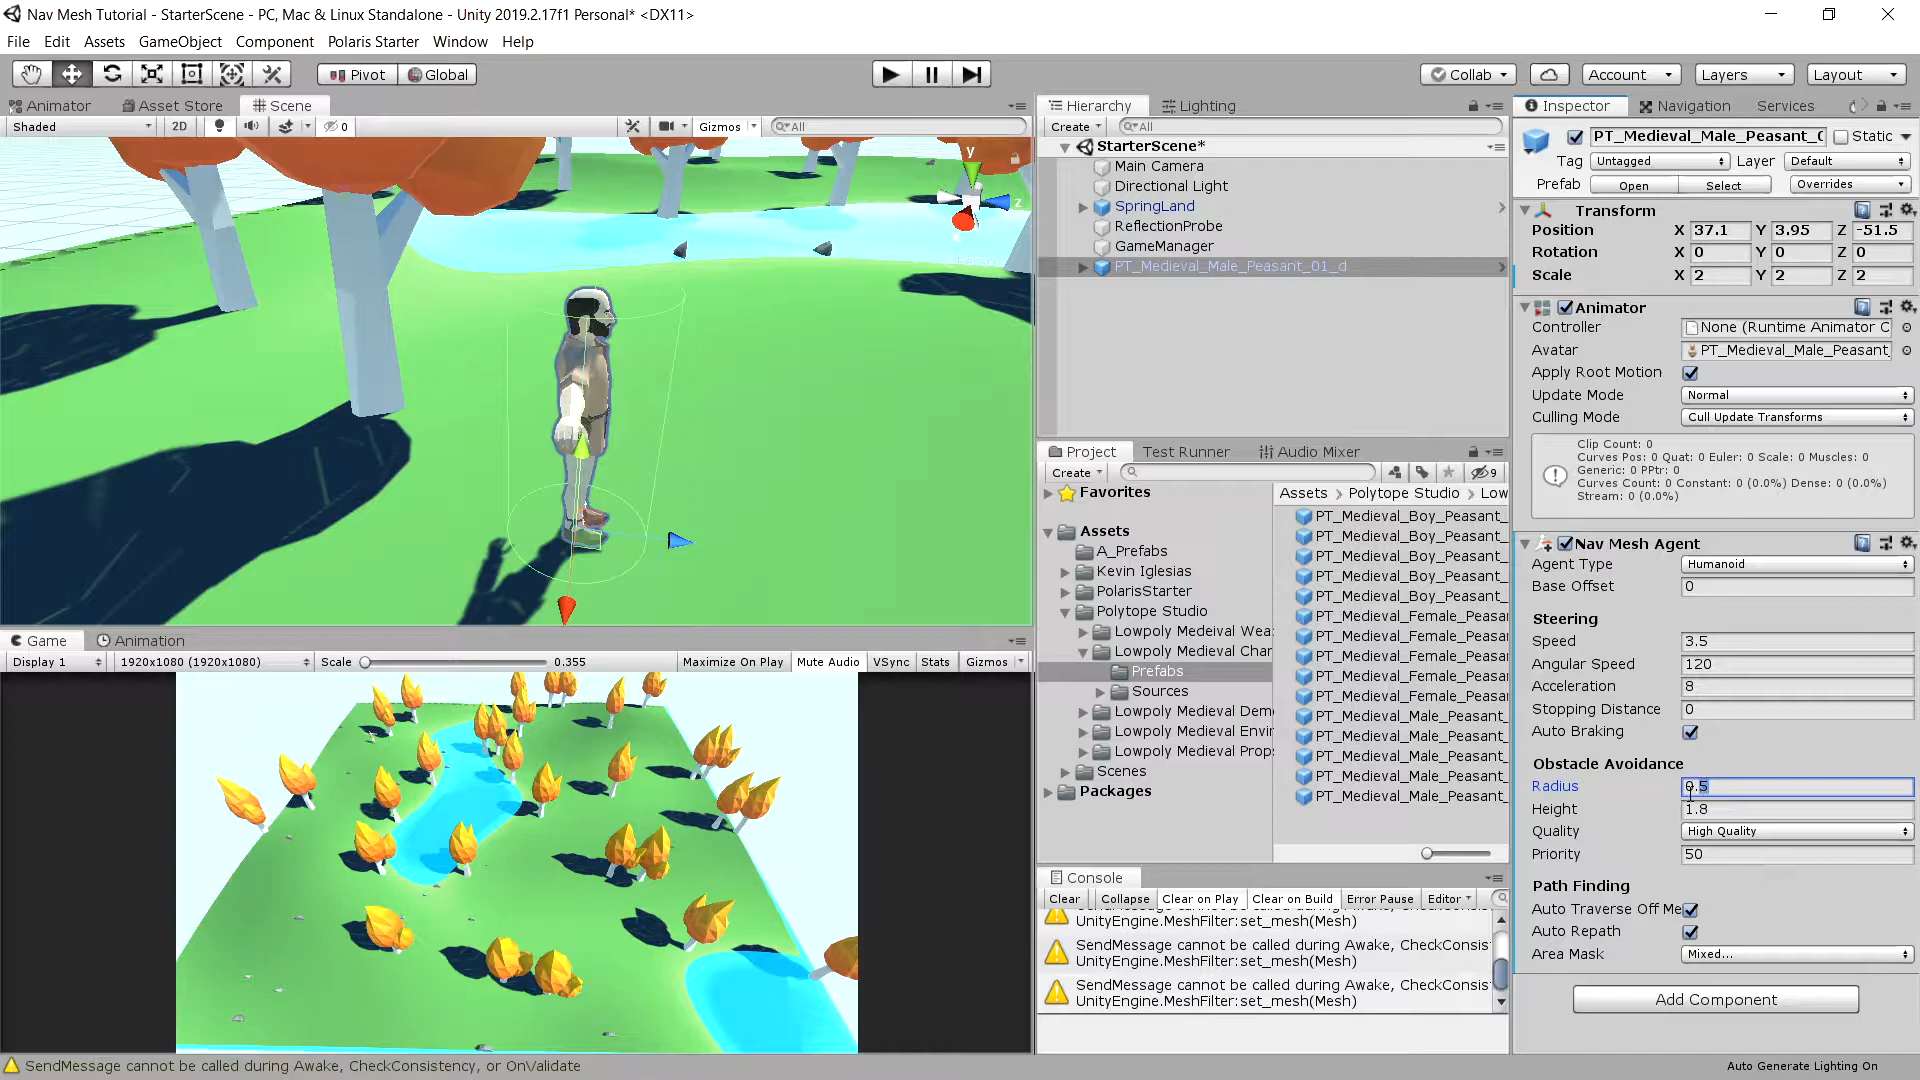 Nav Mesh Tutorial - StarterScene - PC, Mac & Linux Standalone - Unity 2019.2.17f1 Personal* <DX11>
File Edit Assets GameObject Component Polaris Starter Window Help
Pivot Global Collab Account Layers Layout
Animator Asset Store Scene
Shaded 2D 0 Gizmos All
y
z
Game Animation
Display 1 1920x1080 (1920x1080) Scale 0.355 Maximize On Play Mute Audio VSync Stats Gizmos
Hierarchy Lighting
Create All
StarterScene*
Main Camera
Directional Light
SpringLand
ReflectionProbe
GameManager
PT_Medieval_Male_Peasant_01_d
Project Test Runner Audio Mixer
Create 9
Favorites
Assets
A_Prefabs
Kevin Iglesias
PolarisStarter
Polytope Studio
Lowpoly Medeival Wea
Lowpoly Medieval Char
Prefabs
Sources
Lowpoly Medieval Dem
Lowpoly Medieval Envir
Lowpoly Medieval Props
Scenes
Packages
Assets > Polytope Studio > Low
PT_Medieval_Boy_Peasant_
PT_Medieval_Boy_Peasant_
PT_Medieval_Boy_Peasant_
PT_Medieval_Boy_Peasant_
PT_Medieval_Boy_Peasant_
PT_Medieval_Female_Peasa
PT_Medieval_Female_Peasa
PT_Medieval_Female_Peasa
PT_Medieval_Female_Peasa
PT_Medieval_Female_Peasa
PT_Medieval_Male_Peasant_
PT_Medieval_Male_Peasant_
PT_Medieval_Male_Peasant_
PT_Medieval_Male_Peasant_
PT_Medieval_Male_Peasant_
Console
Clear Collapse Clear on Play Clear on Build Error Pause Editor
UnityEngine.MeshFilter:set_mesh(Mesh)
SendMessage cannot be called during Awake, CheckConsist
UnityEngine.MeshFilter:set_mesh(Mesh)
SendMessage cannot be called during Awake, CheckConsist
UnityEngine.MeshFilter:set_mesh(Mesh)
Inspector Navigation Services
PT_Medieval_Male_Peasant_( Static
Tag Untagged Layer Default
Prefab Open Select Overrides
Transform
Position X 37.1 Y 3.95 Z -51.5
Rotation X 0 Y 0 Z 0
Scale X 2 Y 2 Z 2
Animator
Controller None (Runtime Animator C
Avatar PT_Medieval_Male_Peasant_
Apply Root Motion
Update Mode Normal
Culling Mode Cull Update Transforms
Clip Count: 0
Curves Pos: 0 Quat: 0 Euler: 0 Scale: 0 Muscles: 0
Generic: 0 PPtr: 0
Curves Count: 0 Constant: 0 (0.0%) Dense: 0 (0.0%)
Stream: 0 (0.0%)
Nav Mesh Agent
Agent Type Humanoid
Base Offset 0
Steering
Speed 3.5
Angular Speed 120
Acceleration 8
Stopping Distance 0
Auto Braking
Obstacle Avoidance
Radius 0.5
Height 1.8
Quality High Quality
Priority 50
Path Finding
Auto Traverse Off Me
Auto Repath
Area Mask Mixed...
Add Component
SendMessage cannot be called during Awake, CheckConsistency, or OnValidate
Auto Generate Lighting On